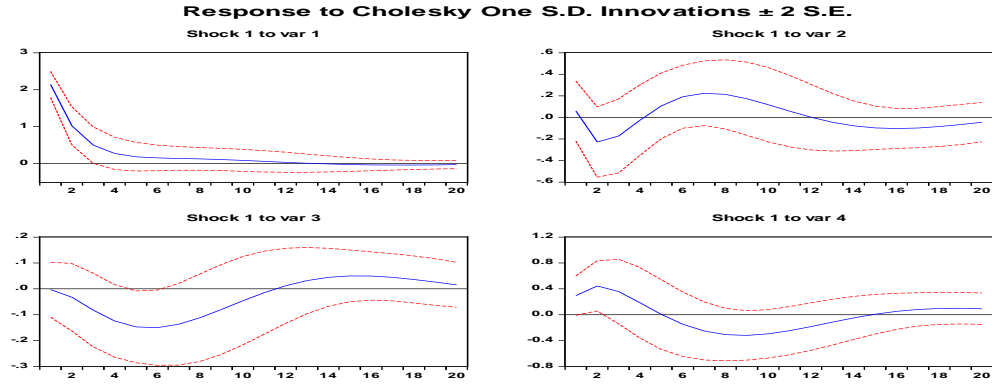 Response to Cholesky One S.D. Innovations ± 2 S.E.
Shock 1 to var 1
3
2
1
0
2 4 6 8 10 12 14 16 18 20
Shock 1 to var 2
.6
.4
.2
.0
-.2
-.4
-.6
2 4 6 8 10 12 14 16 18 20
Shock 1 to var 3
.2
.1
.0
-.1
-.2
-.3
2 4 6 8 10 12 14 16 18 20
Shock 1 to var 4
1.2
0.8
0.4
0.0
-0.4
-0.8
2 4 6 8 10 12 14 16 18 20